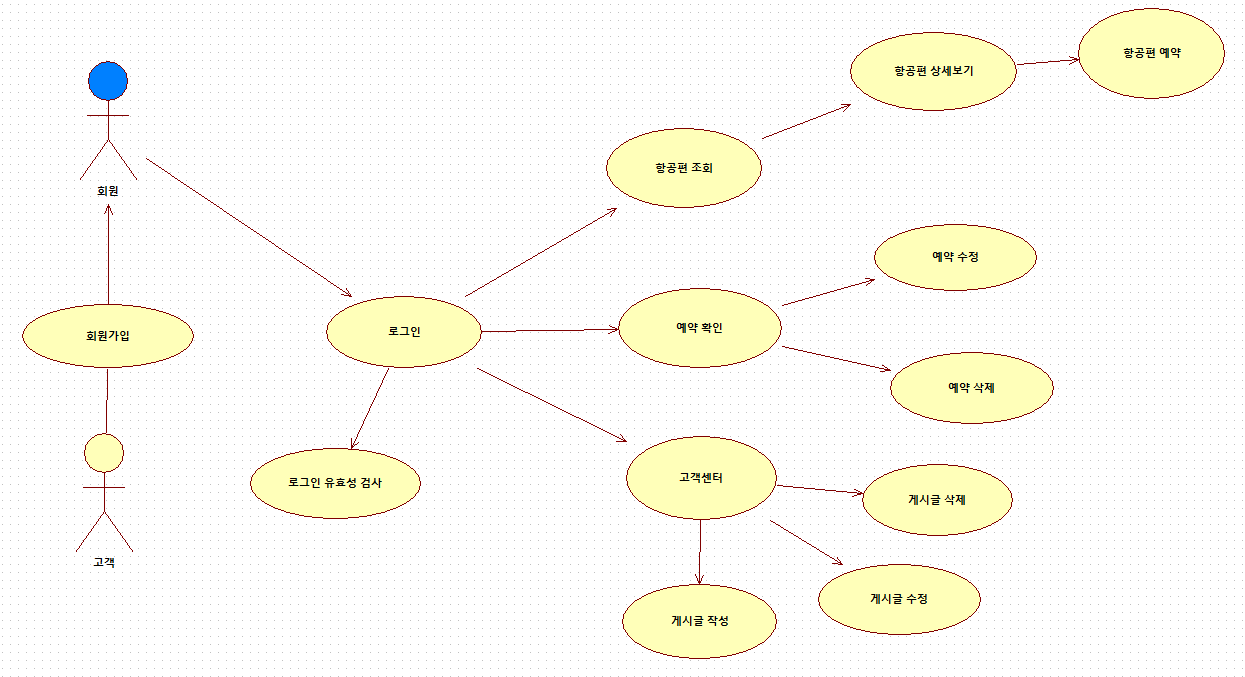 항공편 예약
항공편 상세보기
항공편 조회
회원
예약 수정
회원가입
로그인
예약 확인
예약 삭제
로그인 유효성 검사
고객센터
게시글 삭제
고객
게시글 작성
게시글 수정